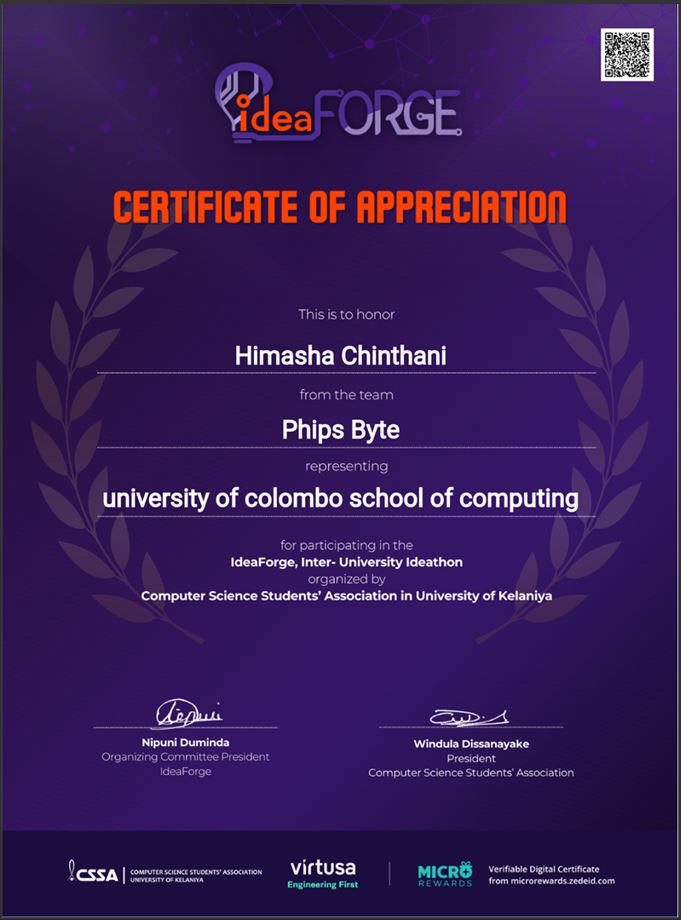 ideaFORGE
CERTIFICATE OF APPRECIATION
This is to honor
Himasha Chinthani
from the team
Phips Byte
representing
university of colombo school of computing
for participating in the
IdeaForge, Inter- University Ideathon
organized by
Computer Science Students' Association in University of Kelaniya
Nipuni Duminda
Organizing Committee President
IdeaForge
Windula Dissanayake
President
Computer Science Students' Association
CSSA
COMPUTER SCIENCE STUDENTS' ASSOCIATION
UNIVERSITY OF KELANIYA
virtusa
Engineering First
MICRO
REWARDS
Verifiable Digital Certificate
from microrewards.zedeid.com